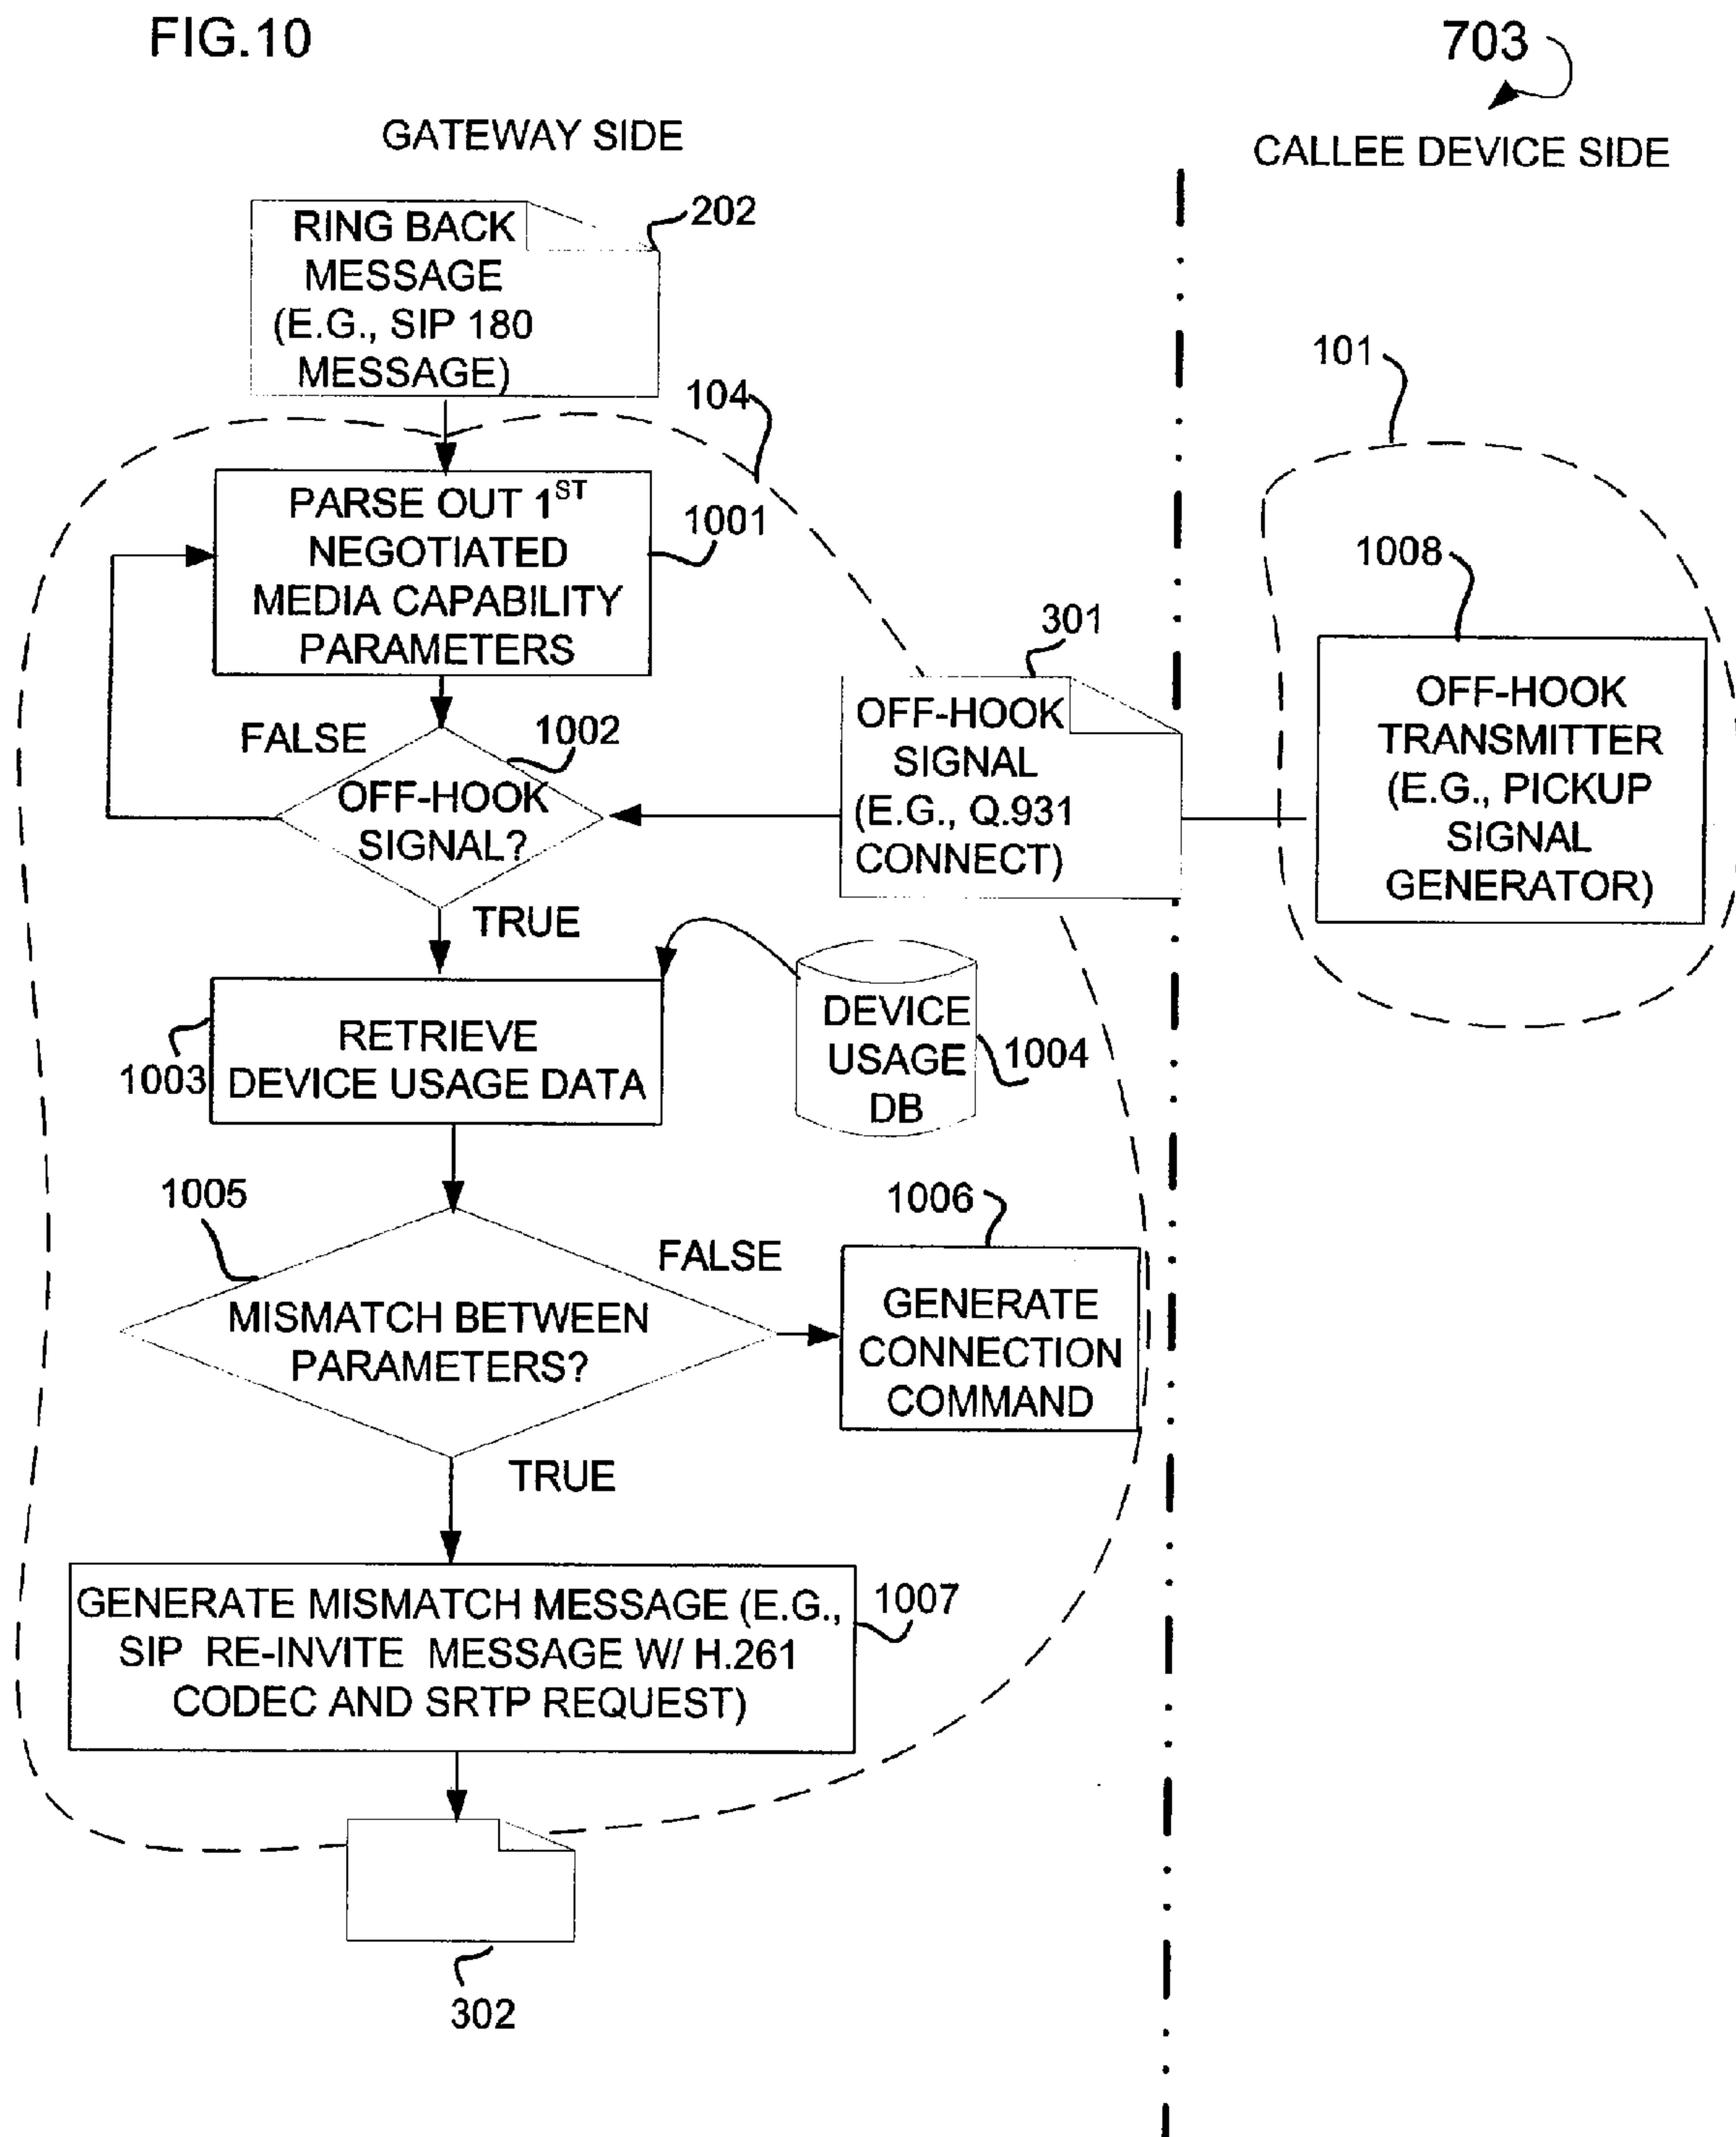 FIG.10
703
GATEWAY SIDE
CALLEE DEVICE SIDE
RING BACK
MESSAGE
(E.G., SIP 180
MESSAGE)
202
104
101
PARSE OUT 1ST
NEGOTIATED
MEDIA CAPABILITY
PARAMETERS
1001
1008
301
OFF-HOOK
SIGNAL
(E.G., Q.931
CONNECT)
OFF-HOOK
TRANSMITTER
(E.G., PICKUP
SIGNAL
GENERATOR)
FALSE
1002
OFF-HOOK
SIGNAL?
TRUE
RETRIEVE
DEVICE USAGE DATA
1003
DEVICE
USAGE
DB
1004
1005
1006
FALSE
MISMATCH BETWEEN
PARAMETERS?
GENERATE
CONNECTION
COMMAND
TRUE
GENERATE MISMATCH MESSAGE (E.G.,
SIP RE-INVITE MESSAGE W/ H.261
CODEC AND SRTP REQUEST)
1007
302